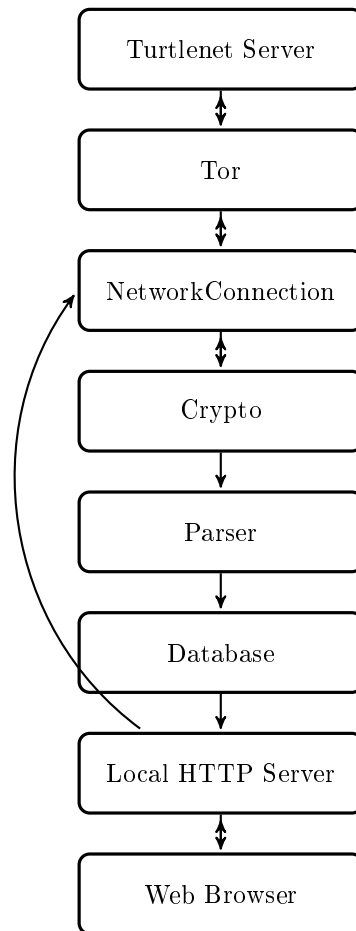 Turtlenet Server
Tor
NetworkConnection
Crypto
Parser
Database
Local HTTP Server
Web Browser